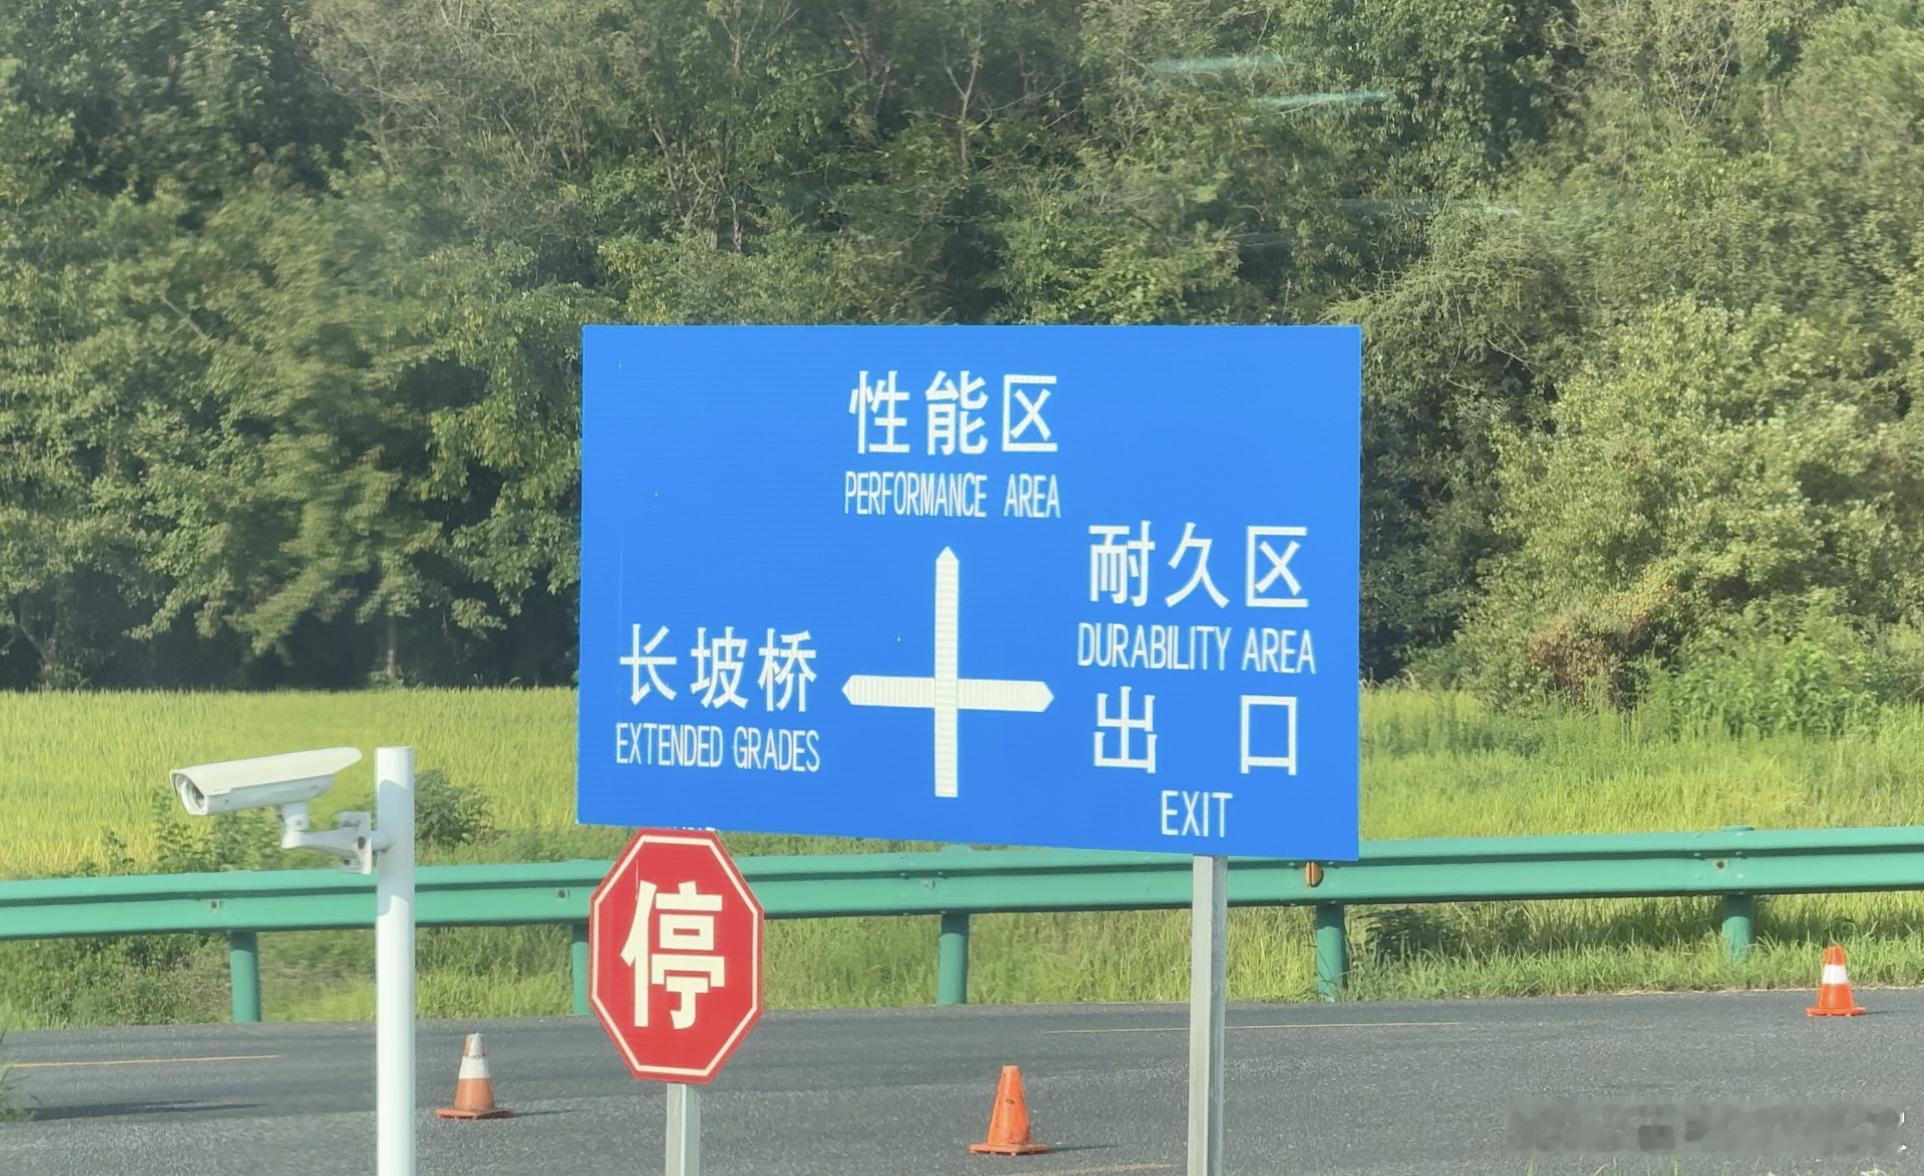 性能区
PERFORMANCE AREA
耐久区
DURABILITY AREA
长坡桥
EXTENDED GRADES
出口
EXIT
停